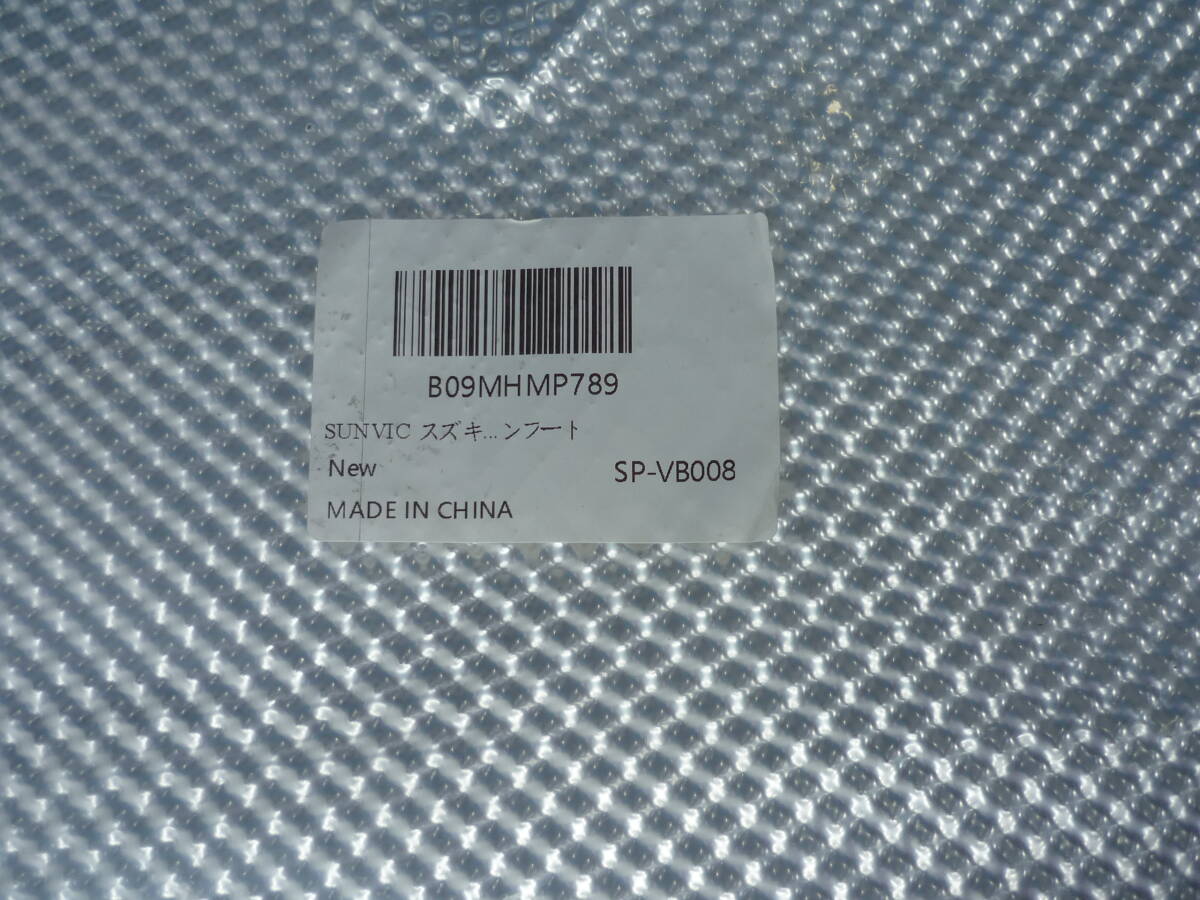 B09MHMP789
SUNVIC スズキ...ンフート
New SP-VB008
MADE IN CHINA